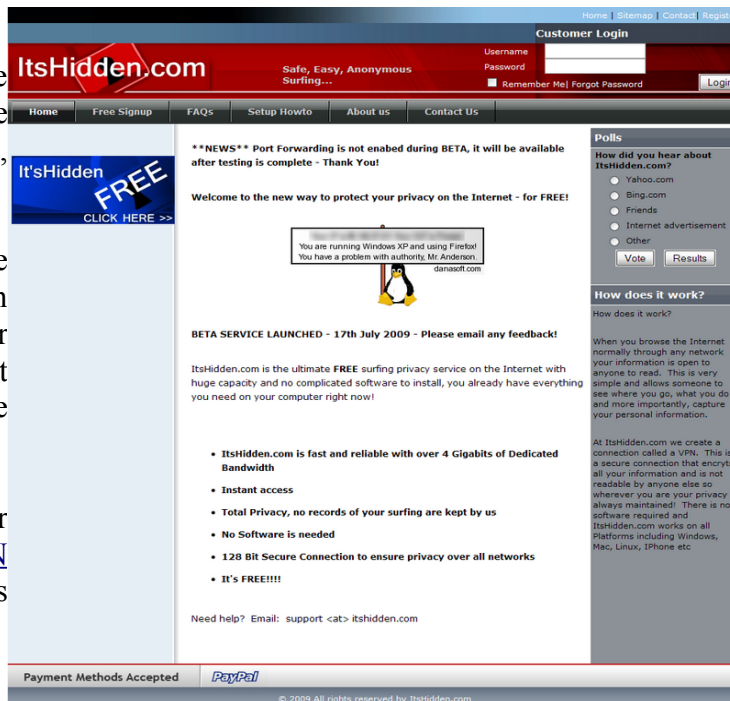 Home | Sitemap | Contact| Regist
Customer Login
ItsHidden.com
Safe, Easy, Anonymous
Surfing...
Username
Password
Remember Me| Forgot Password
Login
Home Free Signup FAQs Setup Howto About us Contact Us
It'sHidden
FREE
CLICK HERE >>
**NEWS** Port Forwarding is not enabed during BETA, it will be available
after testing is complete - Thank You!
Welcome to the new way to protect your privacy on the Internet - for FREE!
You are running Windows XP and using Firefox!
You have a problem with authority, Mr. Anderson.
danasoft.com
BETA SERVICE LAUNCHED - 17th July 2009 - Please email any feedback!
ItsHidden.com is the ultimate FREE surfing privacy service on the Internet with
huge capacity and no complicated software to install, you already have everything
you need on your computer right now!
• ItsHidden.com is fast and reliable with over 4 Gigabits of Dedicated
Bandwidth
• Instant access
• Total Privacy, no records of your surfing are kept by us
• No Software is needed
• 128 Bit Secure Connection to ensure privacy over all networks
• It's FREE!!!!
Need help? Email: support <at> itshidden.com
Polls
How did you hear about
ItsHidden.com?
Yahoo.com
Bing.com
Friends
Internet advertisement
Other
Vote Results
How does it work?
How does it work?
When you browse the Internet
normally through any network
your information is open to
anyone to read. This is very
simple and allows someone to
see where you go, what you do
and more importantly, capture
your personal information.
At ItsHidden.com we create a
connection called a VPN. This is
a secure connection that encryts
all your information and is not
readable by anyone else so
wherever you are your privacy
always maintained! There is no
software required and
ItsHidden.com works on all
Platforms including Windows,
Mac, Linux, IPhone etc
Payment Methods Accepted PayPal
© 2009 All rights reserved by ItsHidden.com